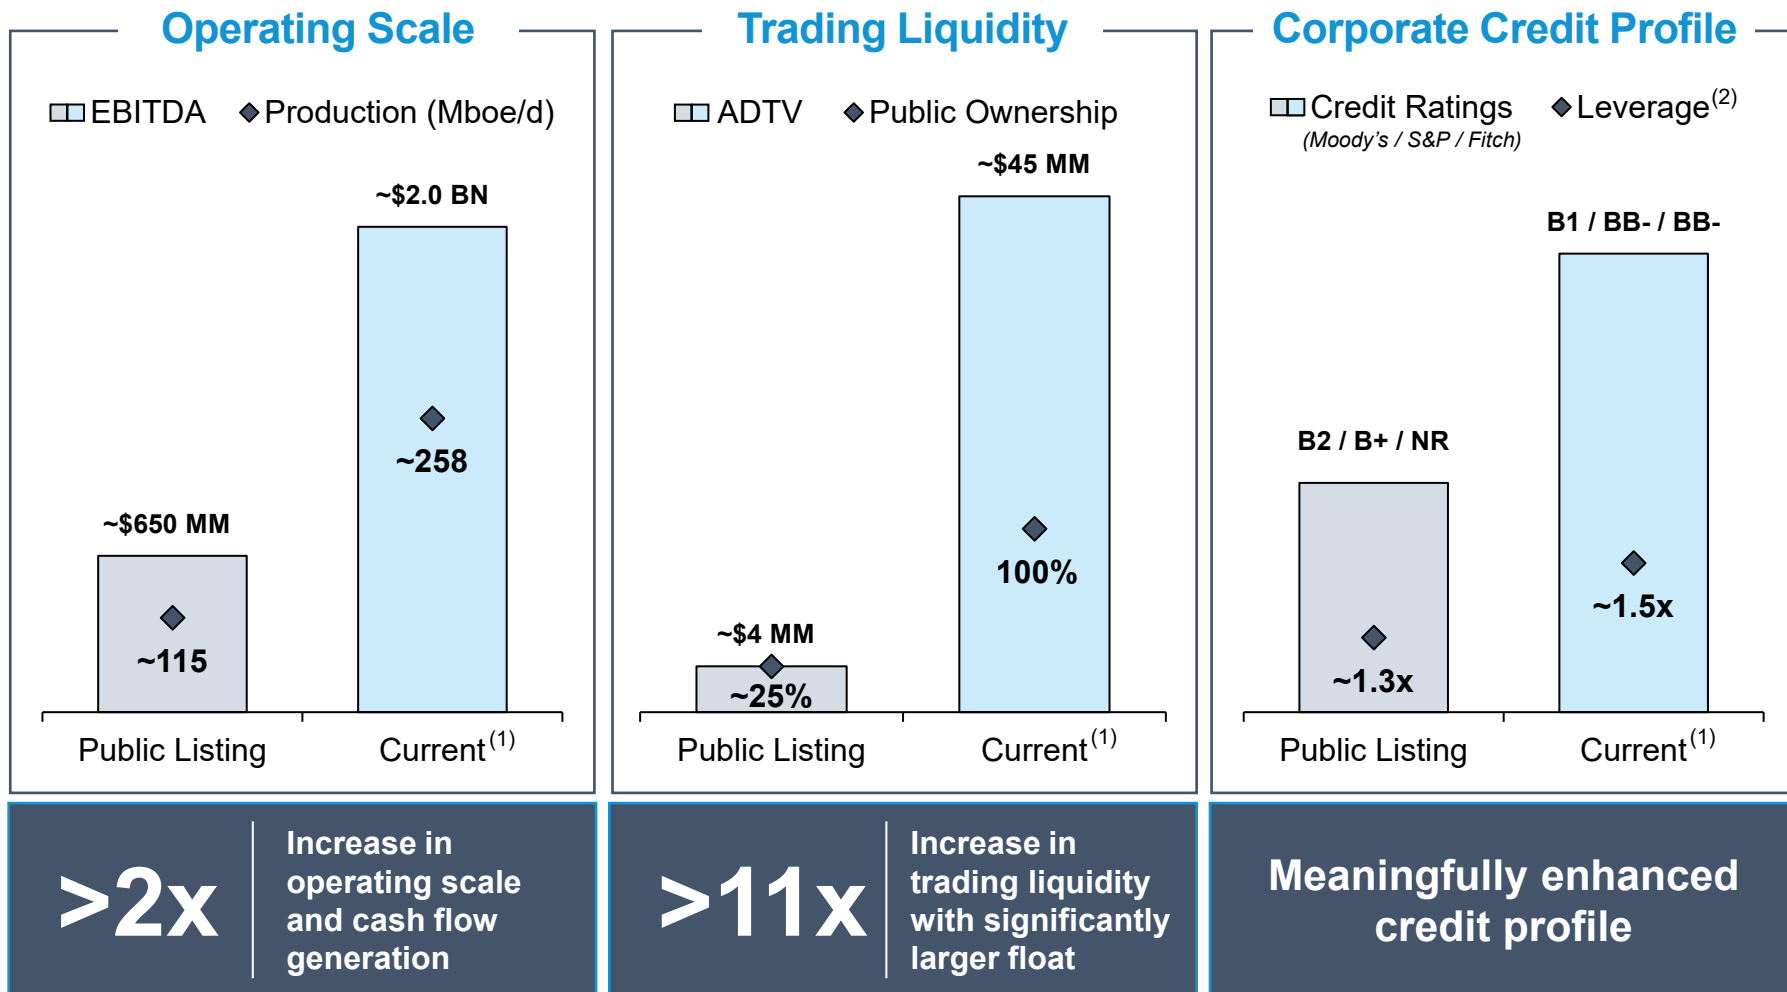 Operating Scale
EBITDA
Production (Mboe/d)
~$2.0 BN
~258
~$650 MM
~115
Public Listing
Current(1)
>2x
Increase in
operating scale
and cash flow
generation
Trading Liquidity
ADTV
Public Ownership
~$45 MM
100%
~$4 MM
~25%
Public Listing
Current(1)
>11x
Increase in
trading liquidity
with significantly
larger float
Corporate Credit Profile
Credit Ratings
(Moody's / S&P / Fitch)
Leverage(2)
B1 / BB- / BB-
B2 / B+ / NR
~1.5x
~1.3x
Public Listing
Current(1)
Meaningfully enhanced
credit profile